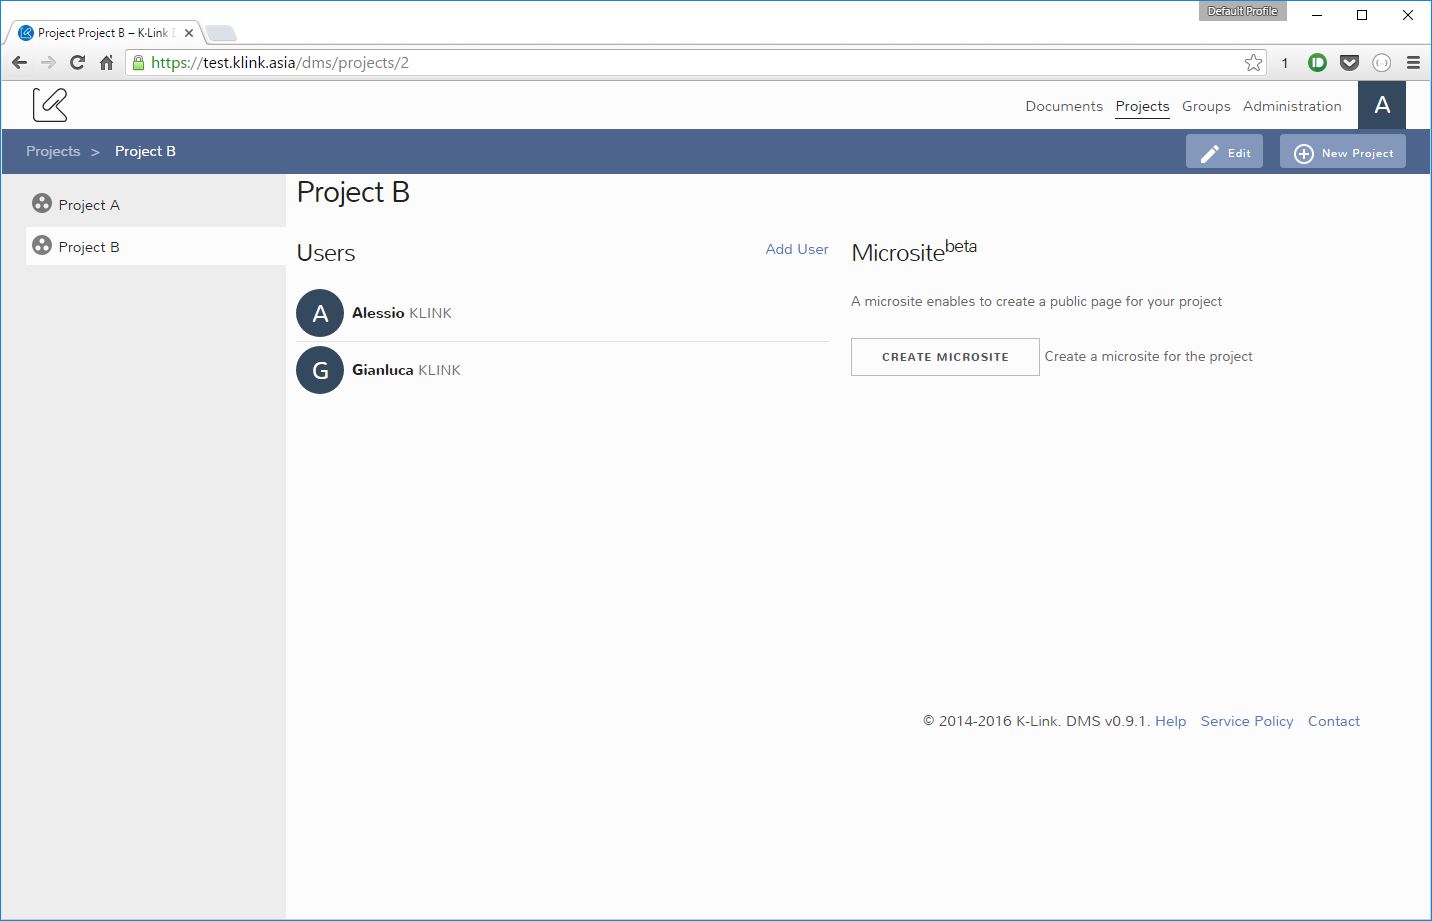 Default Profile
Project Project B – K-Link
https://test.klink.asia/dms/projects/2
1
Documents Projects Groups Administration A
Projects > Project B
Edit
New Project
Project A
Project B
Project B
Users
Add User
A Alessio KLINK
G Gianluca KLINK
Microsite beta
A microsite enables to create a public page for your project
CREATE MICROSITE Create a microsite for the project
© 2014-2016 K-Link. DMS v0.9.1. Help Service Policy Contact